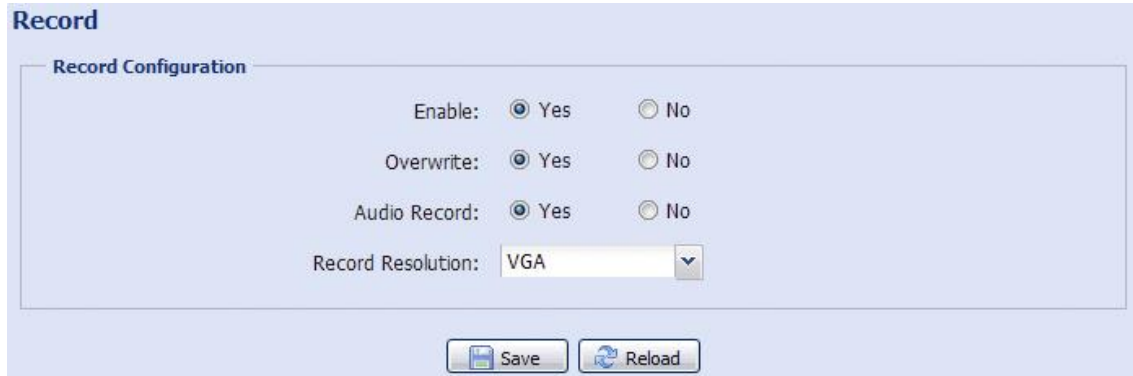 Record
Record Configuration
Enable: Yes No
Overwrite: Yes No
Audio Record: Yes No
Record Resolution: VGA
Save Reload